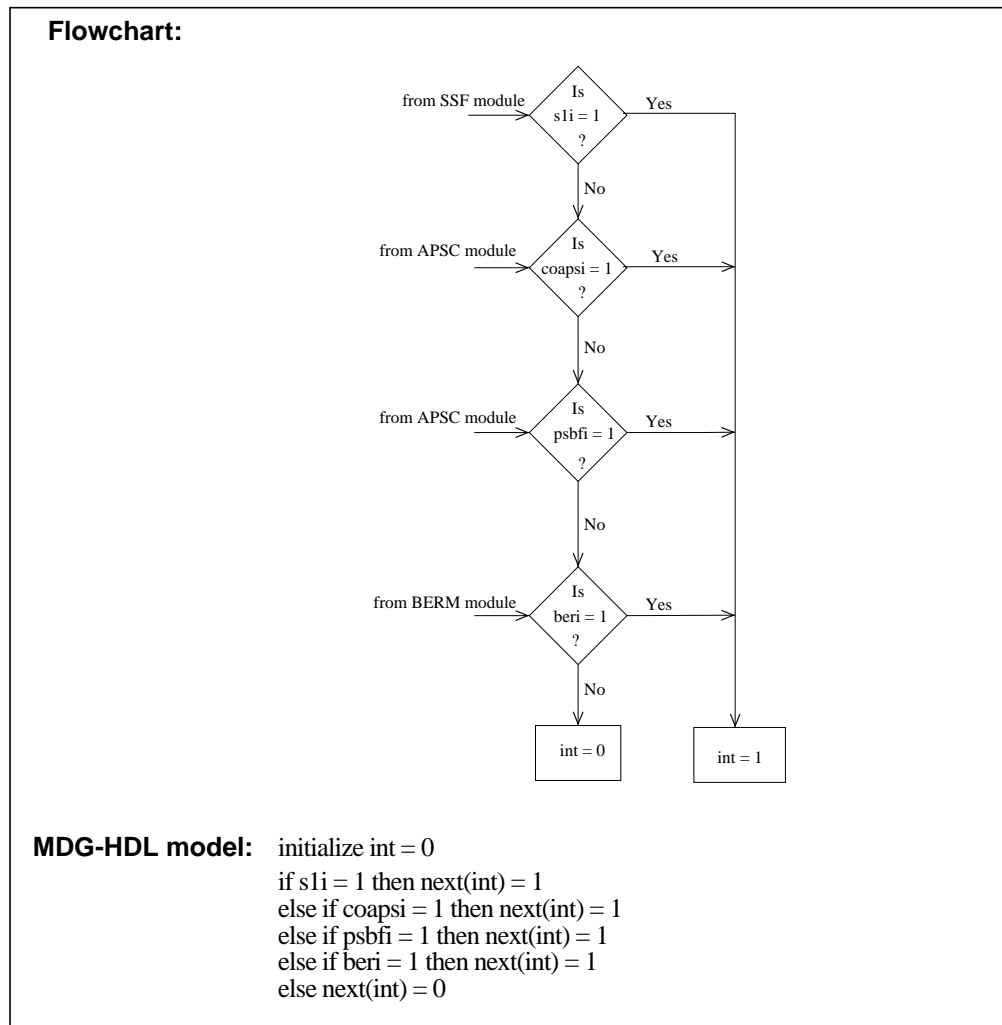 Flowchart:
Is
from SSF module
s1i = 1
?
Yes
No
Is
from APSC module
coapsi = 1
?
Yes
No
Is
from APSC module
psbfi = 1
?
Yes
No
Is
from BERM module
beri = 1
?
Yes
No
int = 0
int = 1
MDG-HDL model: initialize int = 0
if s1i = 1 then next(int) = 1
else if coapsi = 1 then next(int) = 1
else if psbfi = 1 then next(int) = 1
else if beri = 1 then next(int) = 1
else next(int) = 0